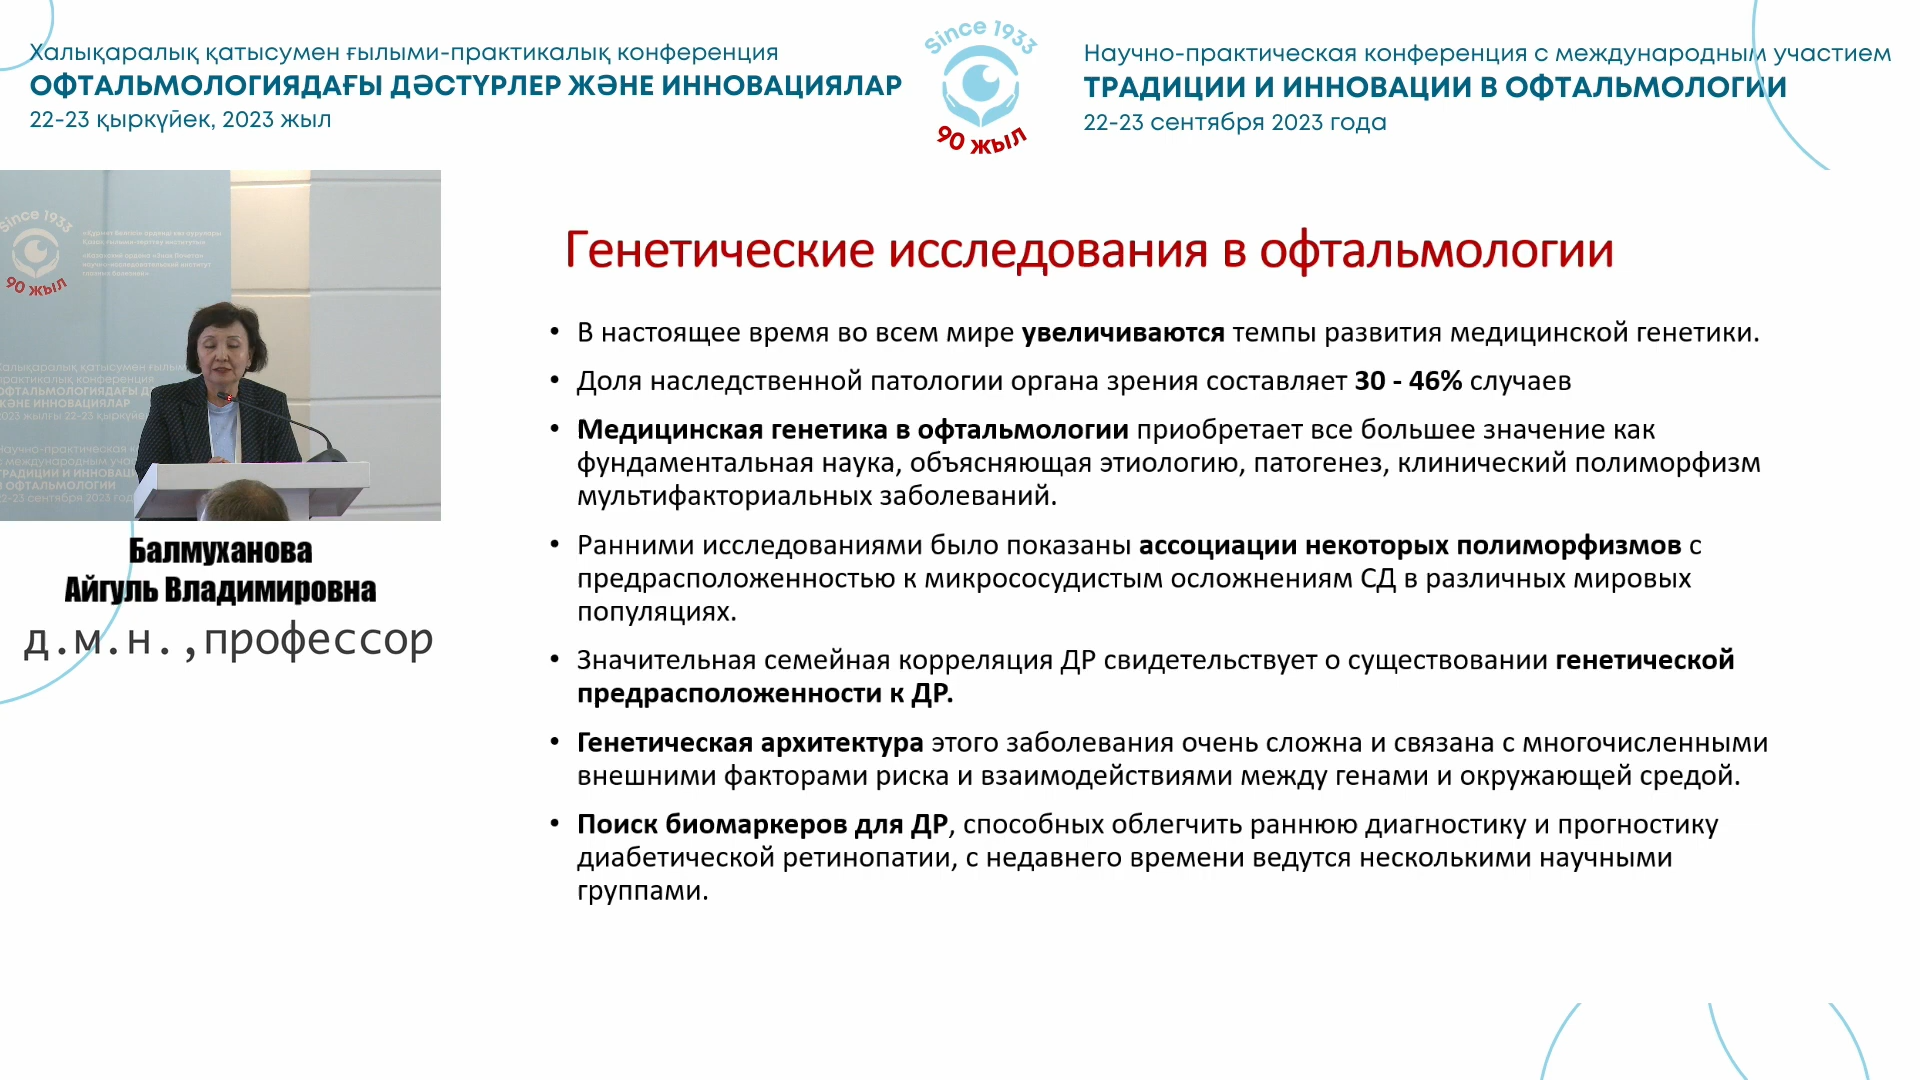 Халықаралық қатысумен ғылыми-практикалық конференция
ОФТАЛЬМОЛОГИЯДАҒЫ ДӘСТҮРЛЕР ЖӘНЕ ИННОВАЦИЯЛАР
22-23 қыркүйек, 2023 жыл
Since 1933
90 жыл
Научно-практическая конференция с международным участием
ТРАДИЦИИ И ИННОВАЦИИ В ОФТАЛЬМОЛОГИИ
22-23 сентября 2023 года
Since 1933
90 жыл
Балмуханова
Айгуль Владимировна
д.м.н.,профессор
Генетические исследования в офтальмологии
• В настоящее время во всем мире увеличиваются темпы развития медицинской генетики.
• Доля наследственной патологии органа зрения составляет 30 - 46% случаев
• Медицинская генетика в офтальмологии приобретает все большее значение как
фундаментальная наука, объясняющая этиологию, патогенез, клинический полиморфизм
мультифакториальных заболеваний.
• Ранними исследованиями было показаны ассоциации некоторых полиморфизмов с
предрасположенностью к микрососудистым осложнениям СД в различных мировых
популяциях.
• Значительная семейная корреляция ДР свидетельствует о существовании генетической
предрасположенности к ДР.
• Генетическая архитектура этого заболевания очень сложна и связана с многочисленными
внешними факторами риска и взаимодействиями между генами и окружающей средой.
• Поиск биомаркеров для ДР, способных облегчить раннюю диагностику и прогностику
диабетической ретинопатии, с недавнего времени ведутся несколькими научными
группами.